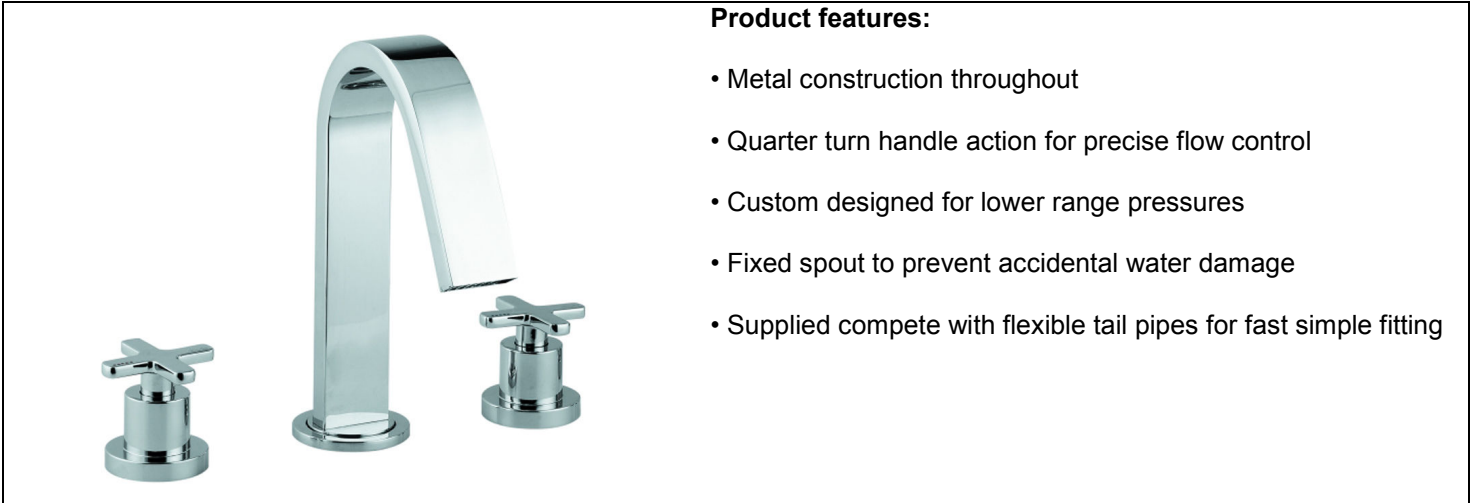 Product features:
• Metal construction throughout
• Quarter turn handle action for precise flow control
• Custom designed for lower range pressures
• Fixed spout to prevent accidental water damage
• Supplied compete with flexible tail pipes for fast simple fitting